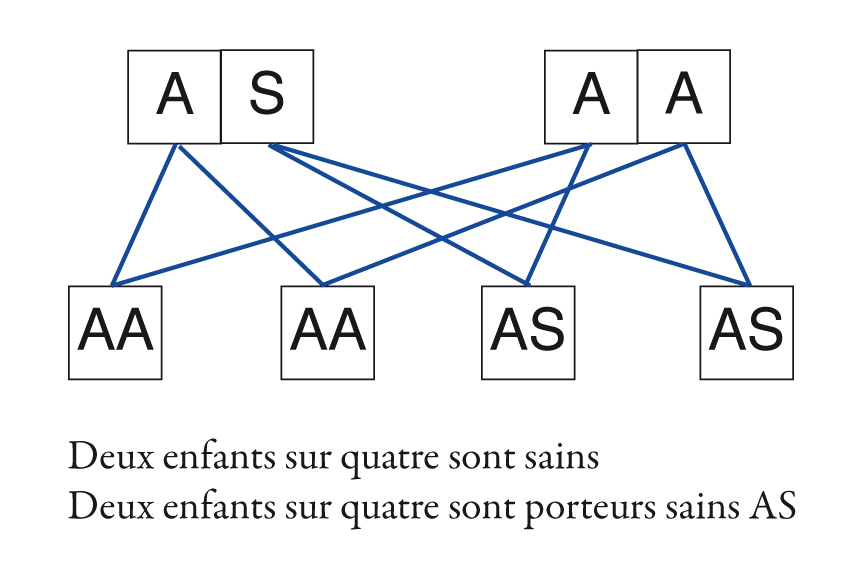 A S A A
AA AA AS AS
Deux enfants sur quatre sont sains
Deux enfants sur quatre sont porteurs sains AS